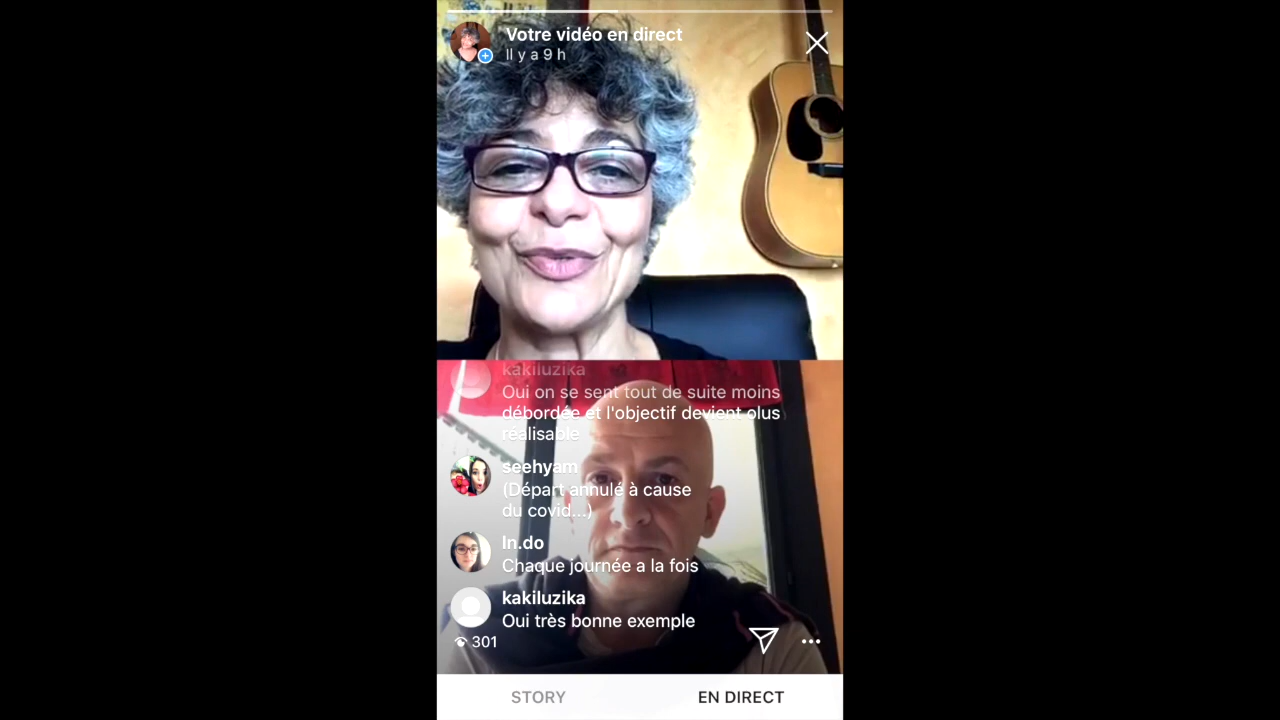 Votre vidéo en direct
Il y a 9 h
kakiluzika
Oui on se sent tout de suite moins
débordée et l'objectif devient olus
réalisable
seehyam
(Départ annulé à cause
du covid...)
ln.do
Chaque journée a la fois
kakiluzika
Oui très bonne exemple
301
STORY
EN DIRECT